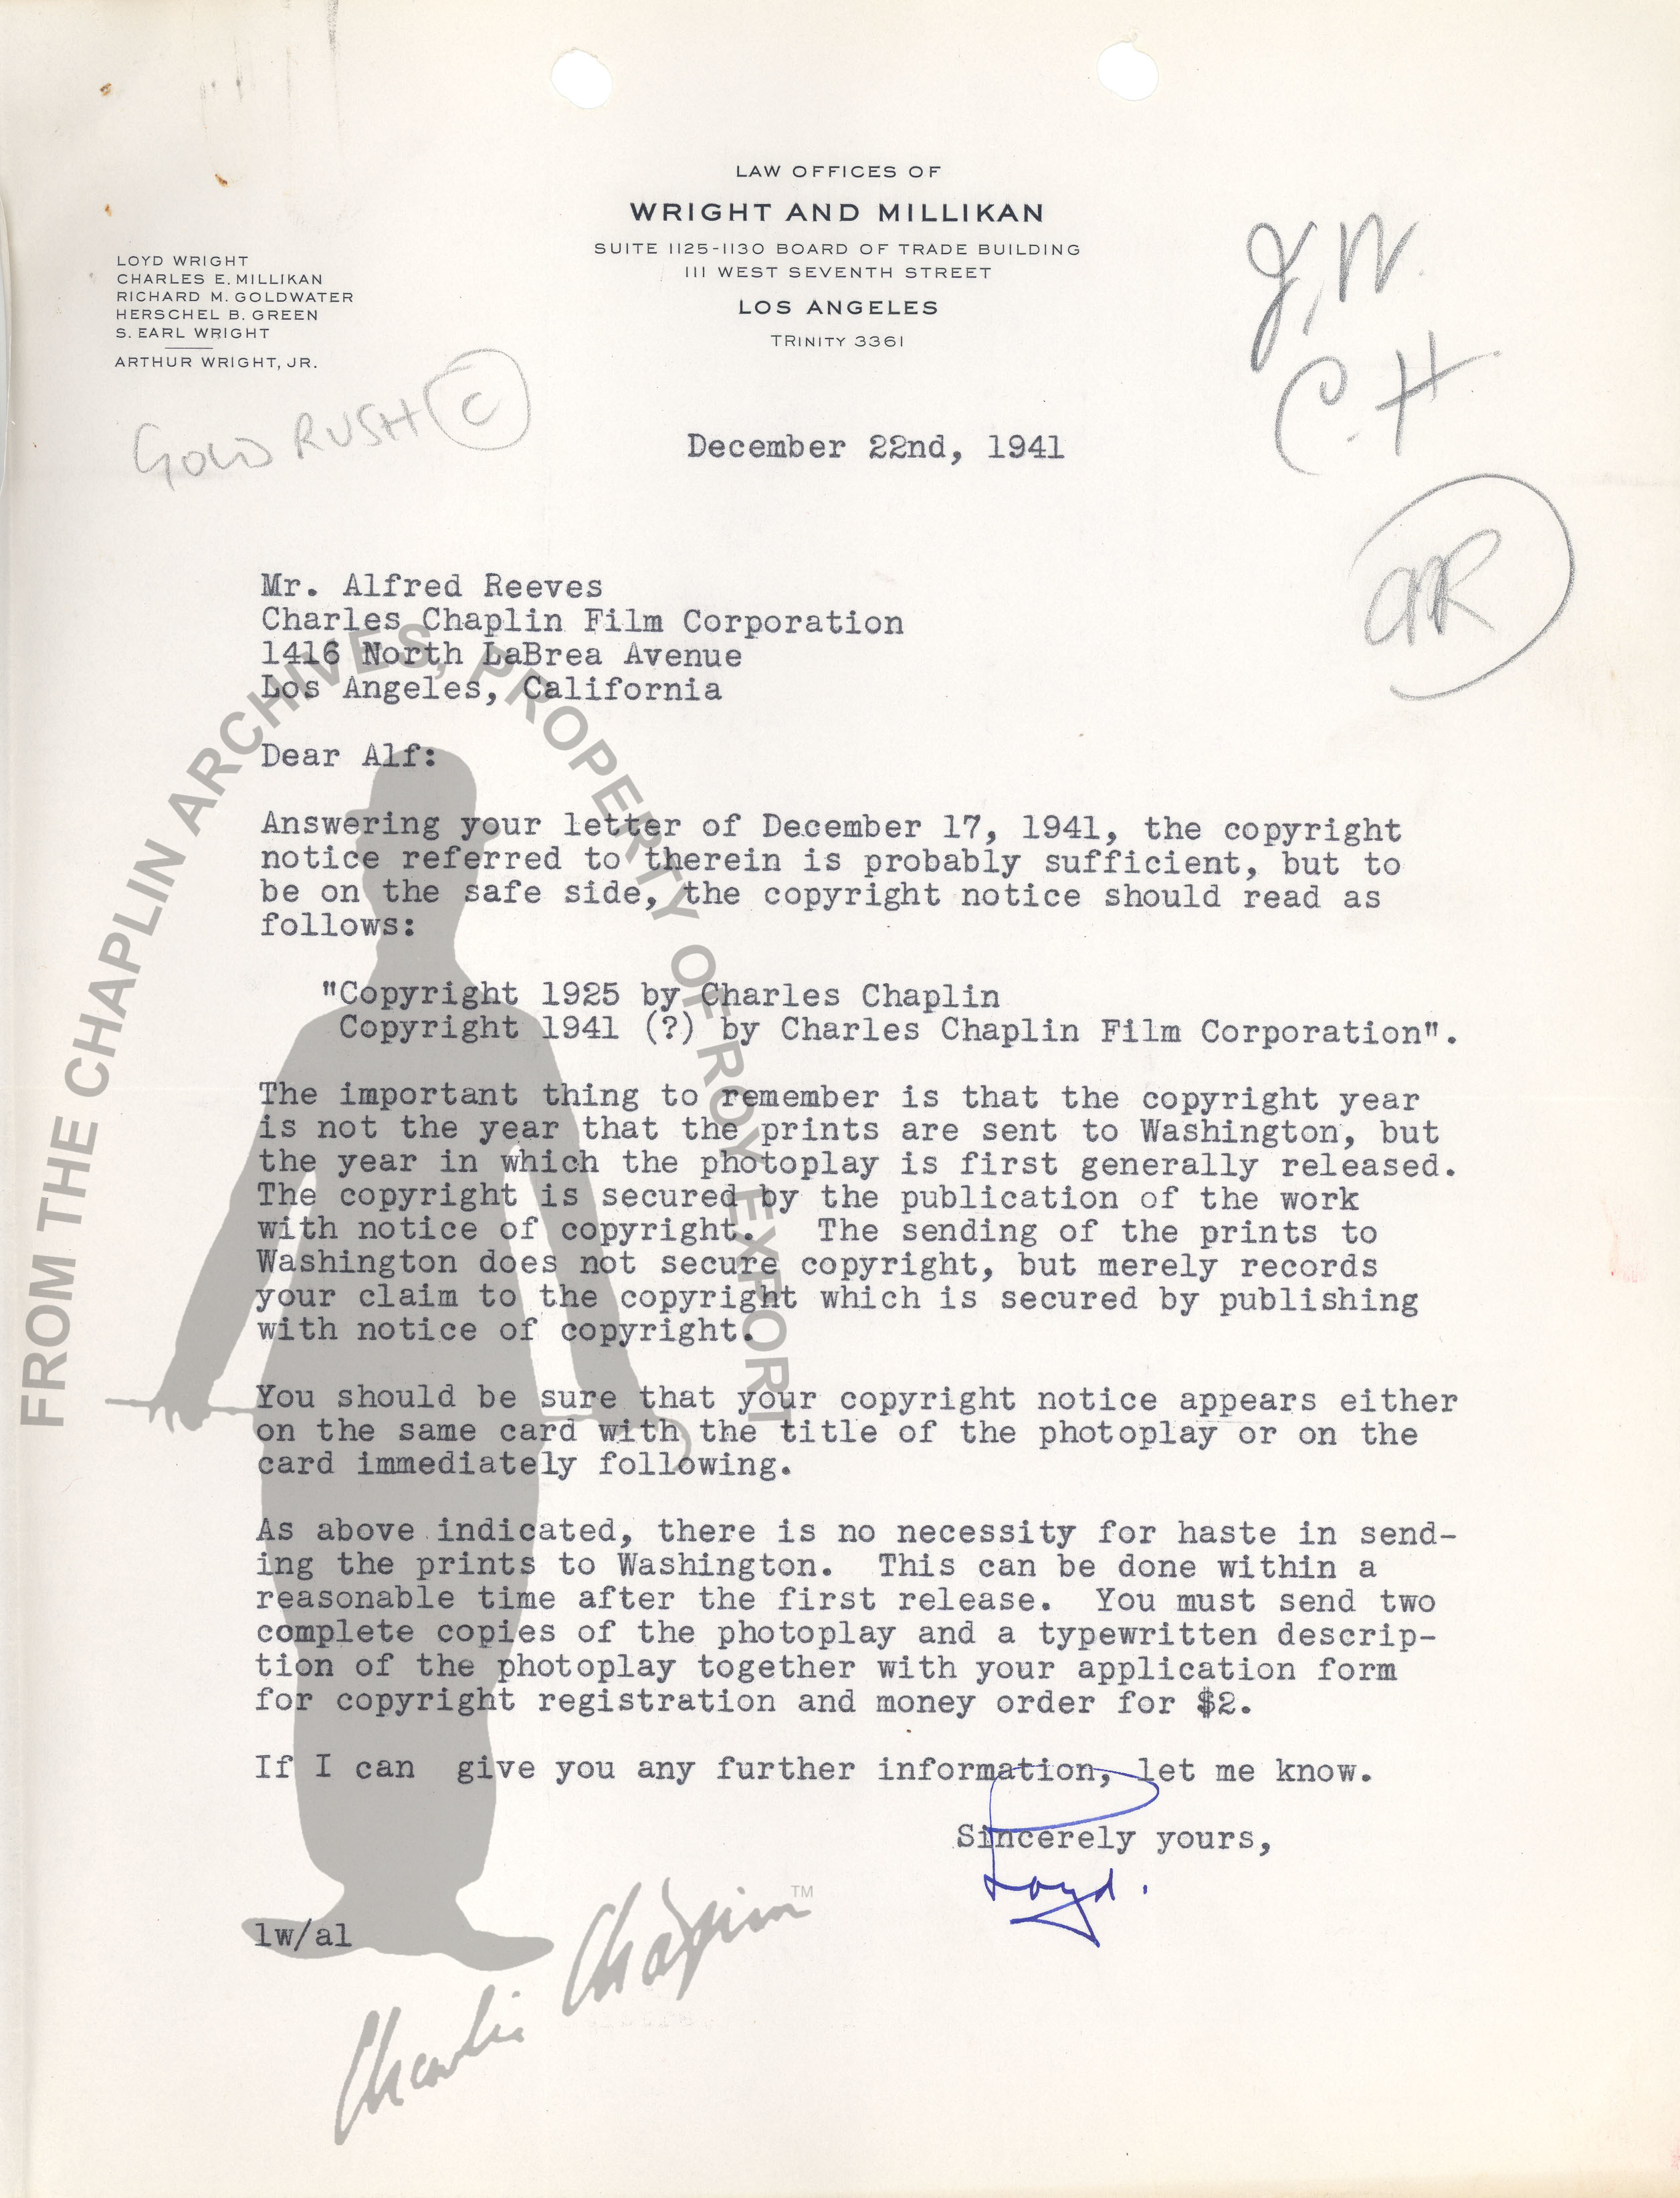 LAW OFFICES OF
WRIGHT AND MILLIKAN
SUITE 1125-1130 BOARD OF TRADE BUILDING
111 WEST SEVENTH STREET
LOS ANGELES
TRINITY 3361
LOYD WRIGHT
CHARLES E. MILLIKAN
RICHARD M. GOLDWATER
HERSCHEL B. GREEN
S. EARL WRIGHT
ARTHUR WRIGHT, JR.
C.H
AR
GOLD RUSH C
December 22nd, 1941
Mr. Alfred Reeves
Charles Chaplin Film Corporation
1416 North LaBrea Avenue
Los Angeles, California
Dear Alf:
Answering your letter of December 17, 1941, the copyright
notice referred to therein is probably sufficient, but to
be on the safe side, the copyright notice should read as
follows:
"Copyright 1925 by Charles Chaplin
Copyright 1941 (?) by Charles Chaplin Film Corporation".
The important thing to remember is that the copyright year
is not the year that the prints are sent to Washington, but
the year in which the photoplay is first generally released.
The copyright is secured by the publication of the work
with notice of copyright. The sending of the prints to
Washington does not secure copyright, but merely records
your claim to the copyright which is secured by publishing
with notice of copyright.
You should be sure that your copyright notice appears either
on the same card with the title of the photoplay or on the
card immediately following.
As above indicated, there is no necessity for haste in send-
ing the prints to Washington. This can be done within a
reasonable time after the first release. You must send two
complete copies of the photoplay and a typewritten descrip-
tion of the photoplay together with your application form
for copyright registration and money order for $2.
If I can give you any further information, let me know.
Sincerely yours,
Loyd.
lw/al
FROM THE CHAPLIN ARCHIVES, PROPERTY OF ROY EXPORT
Charlie Chaplin™